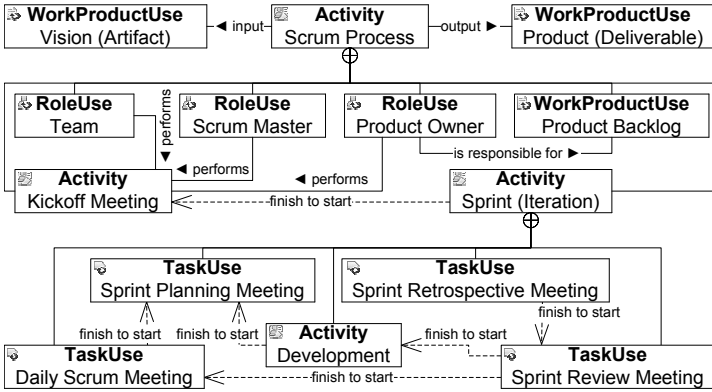 WorkProductUse
Vision (Artifact)
◄ input
Activity
Scrum Process
output ►
WorkProductUse
Product (Deliverable)
RoleUse
Team
◄ performs
RoleUse
Scrum Master
RoleUse
Product Owner
WorkProductUse
Product Backlog
is responsible for ►
◄ performs
◄ performs
Activity
Kickoff Meeting
finish to start
Activity
Sprint (Iteration)
TaskUse
Sprint Planning Meeting
TaskUse
Sprint Retrospective Meeting
finish to start
finish to start
Activity
Development
finish to start
finish to start
TaskUse
Daily Scrum Meeting
finish to start
TaskUse
Sprint Review Meeting